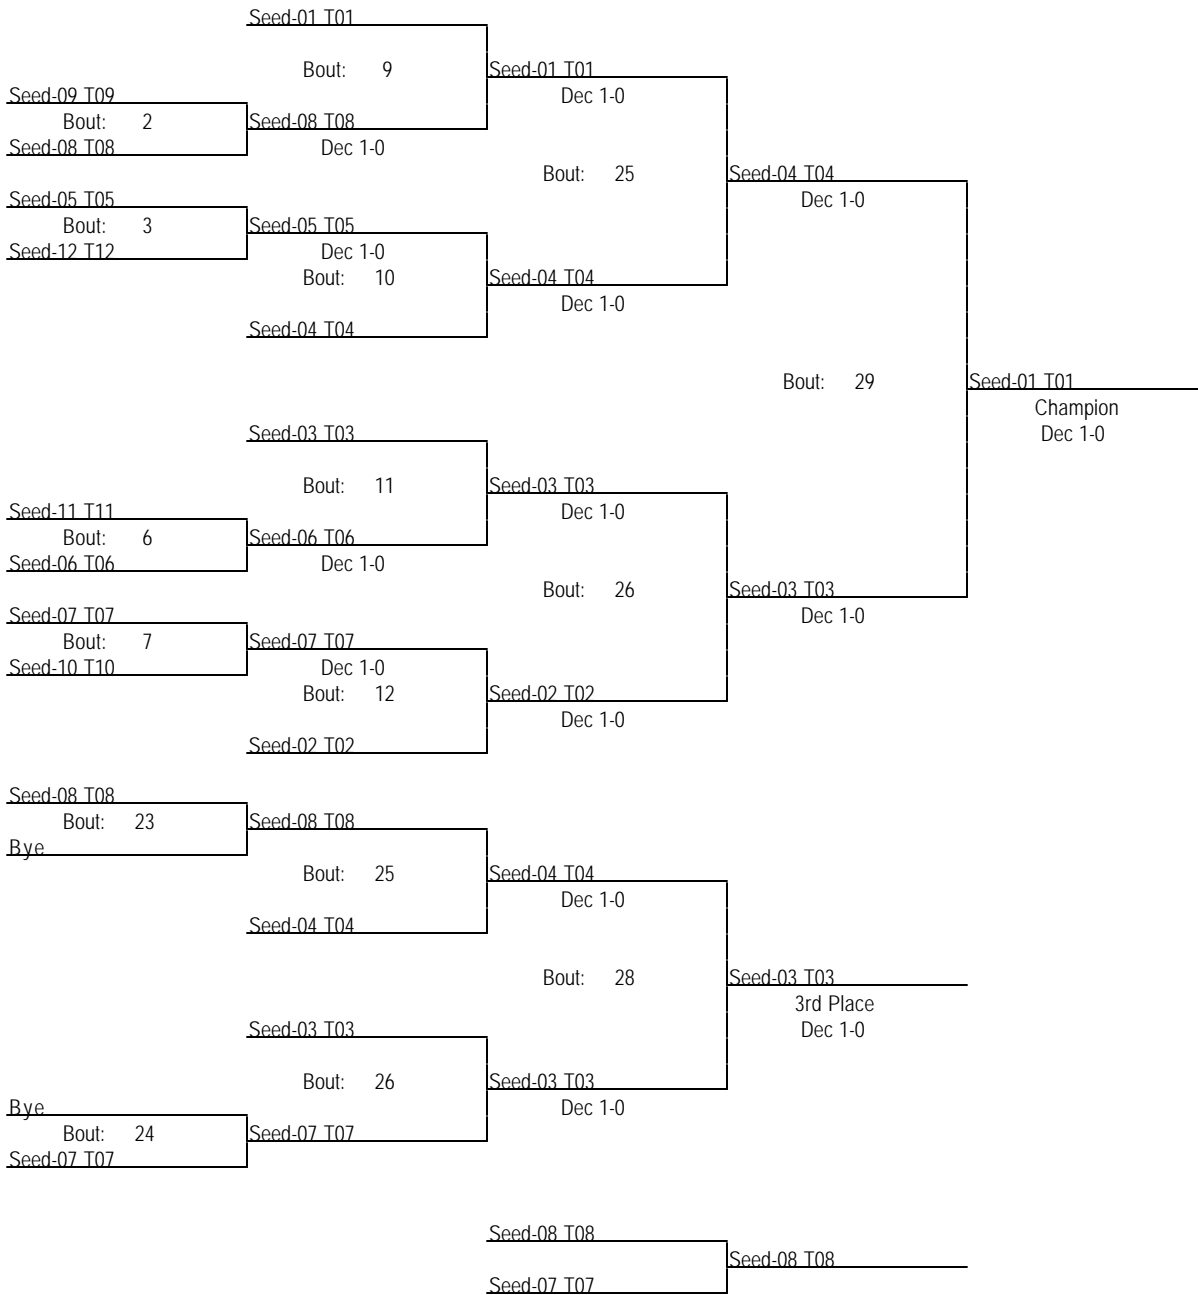 Seed-01 T01
Bout: 9
Seed-01 T01
Seed-09 T09
Dec 1-0
Bout: 2
Seed-08 T08
Seed-08 T08
Dec 1-0
Bout: 25
Seed-04 T04
Seed-05 T05
Dec 1-0
Bout: 3
Seed-05 T05
Seed-12 T12
Dec 1-0
Bout: 10
Seed-04 T04
Dec 1-0
Seed-04 T04
Bout: 29
Seed-01 T01
Champion
Seed-03 T03
Dec 1-0
Bout: 11
Seed-03 T03
Seed-11 T11
Dec 1-0
Bout: 6
Seed-06 T06
Seed-06 T06
Dec 1-0
Bout: 26
Seed-03 T03
Seed-07 T07
Dec 1-0
Bout: 7
Seed-07 T07
Seed-10 T10
Dec 1-0
Bout: 12
Seed-02 T02
Dec 1-0
Seed-02 T02
Seed-08 T08
Bout: 23
Seed-08 T08
Bye
Bout: 25
Seed-04 T04
Dec 1-0
Seed-04 T04
Bout: 28
Seed-03 T03
3rd Place
Seed-03 T03
Dec 1-0
Bout: 26
Seed-03 T03
Bye
Dec 1-0
Bout: 24
Seed-07 T07
Seed-07 T07
Seed-08 T08
Seed-08 T08
Seed-07 T07